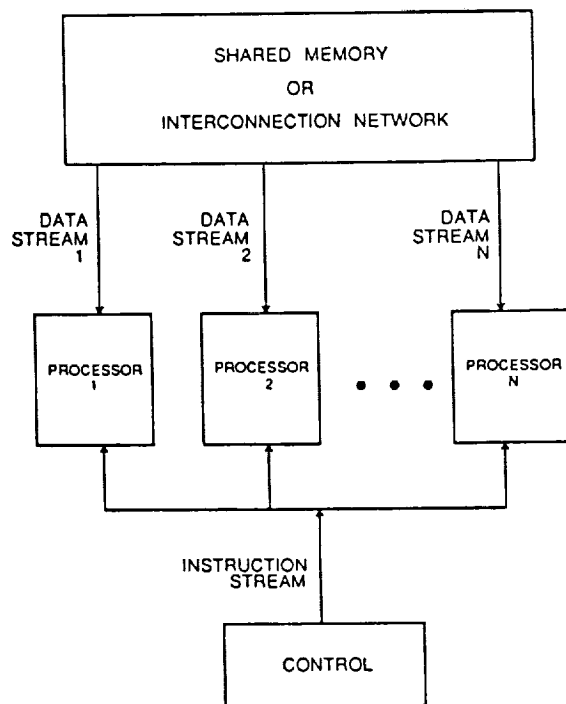 SHARED MEMORY
OR
INTERCONNECTION NETWORK
DATA
STREAM
1
DATA
STREAM
2
DATA
STREAM
N
PROCESSOR
1
PROCESSOR
2
PROCESSOR
N
INSTRUCTION
STREAM
CONTROL